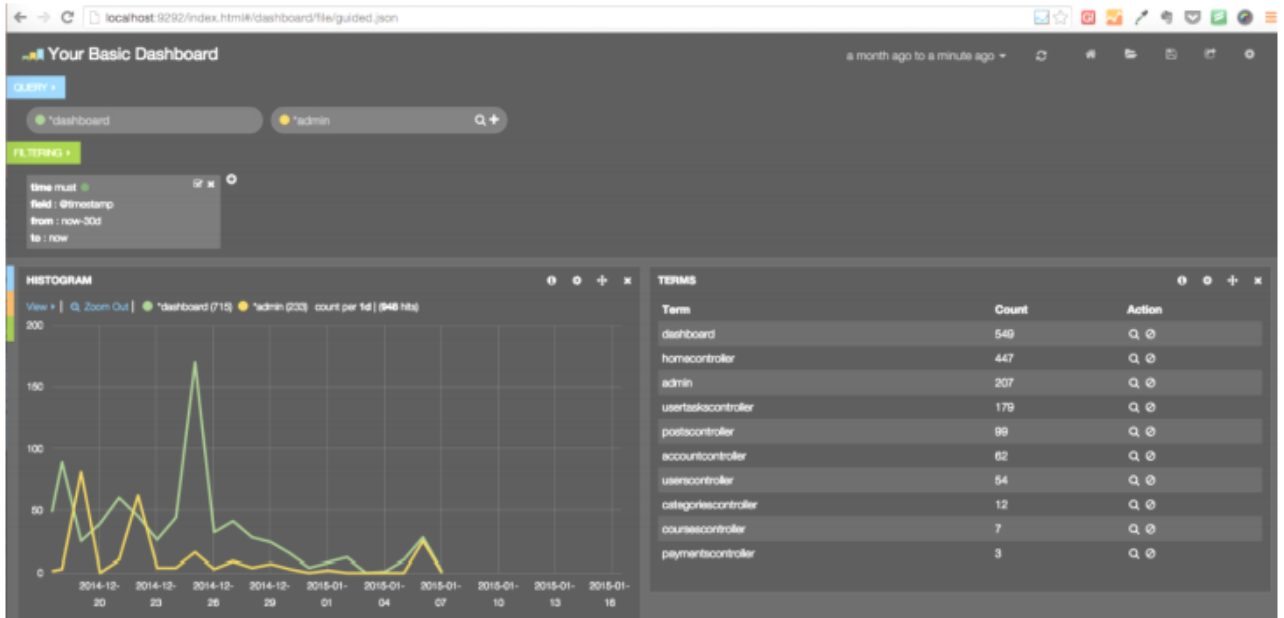 localhost:9292/index.html#/dashboard/file/guided.json
Your Basic Dashboard
a month ago to a minute ago
QUERY
*dashboard
*admin
FILTERING
time must
field : @timestamp
from : now-30d
to : now
HISTOGRAM
View | Zoom Out | *dashboard (715) *admin (233) count per 1d | (948 hits)
200
150
100
50
0
2014-12-20 2014-12-23 2014-12-26 2014-12-29 2015-01-01 2015-01-04 2015-01-07 2015-01-10 2015-01-13 2015-01-16
TERMS
Term Count Action
dashboard 549
homecontroller 447
admin 207
usertaskscontroller 179
postscontroller 99
accountcontroller 62
userscontroller 54
categoriescontroller 12
coursescontroller 7
paymentscontroller 3